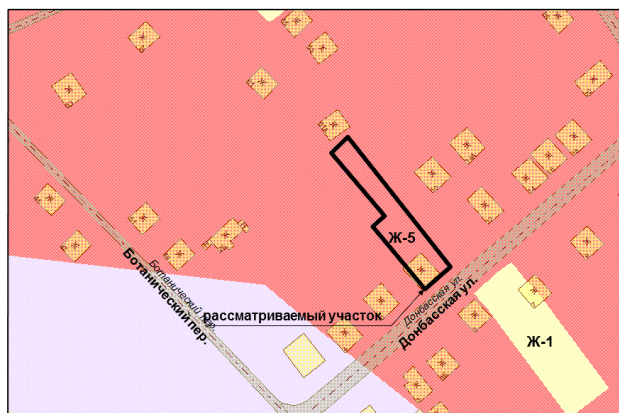 Ж-5
Ботанический пер.
Ботанический пер.
рассматриваемый участок
Донбасская ул.
Донбасская ул.
Ж-1